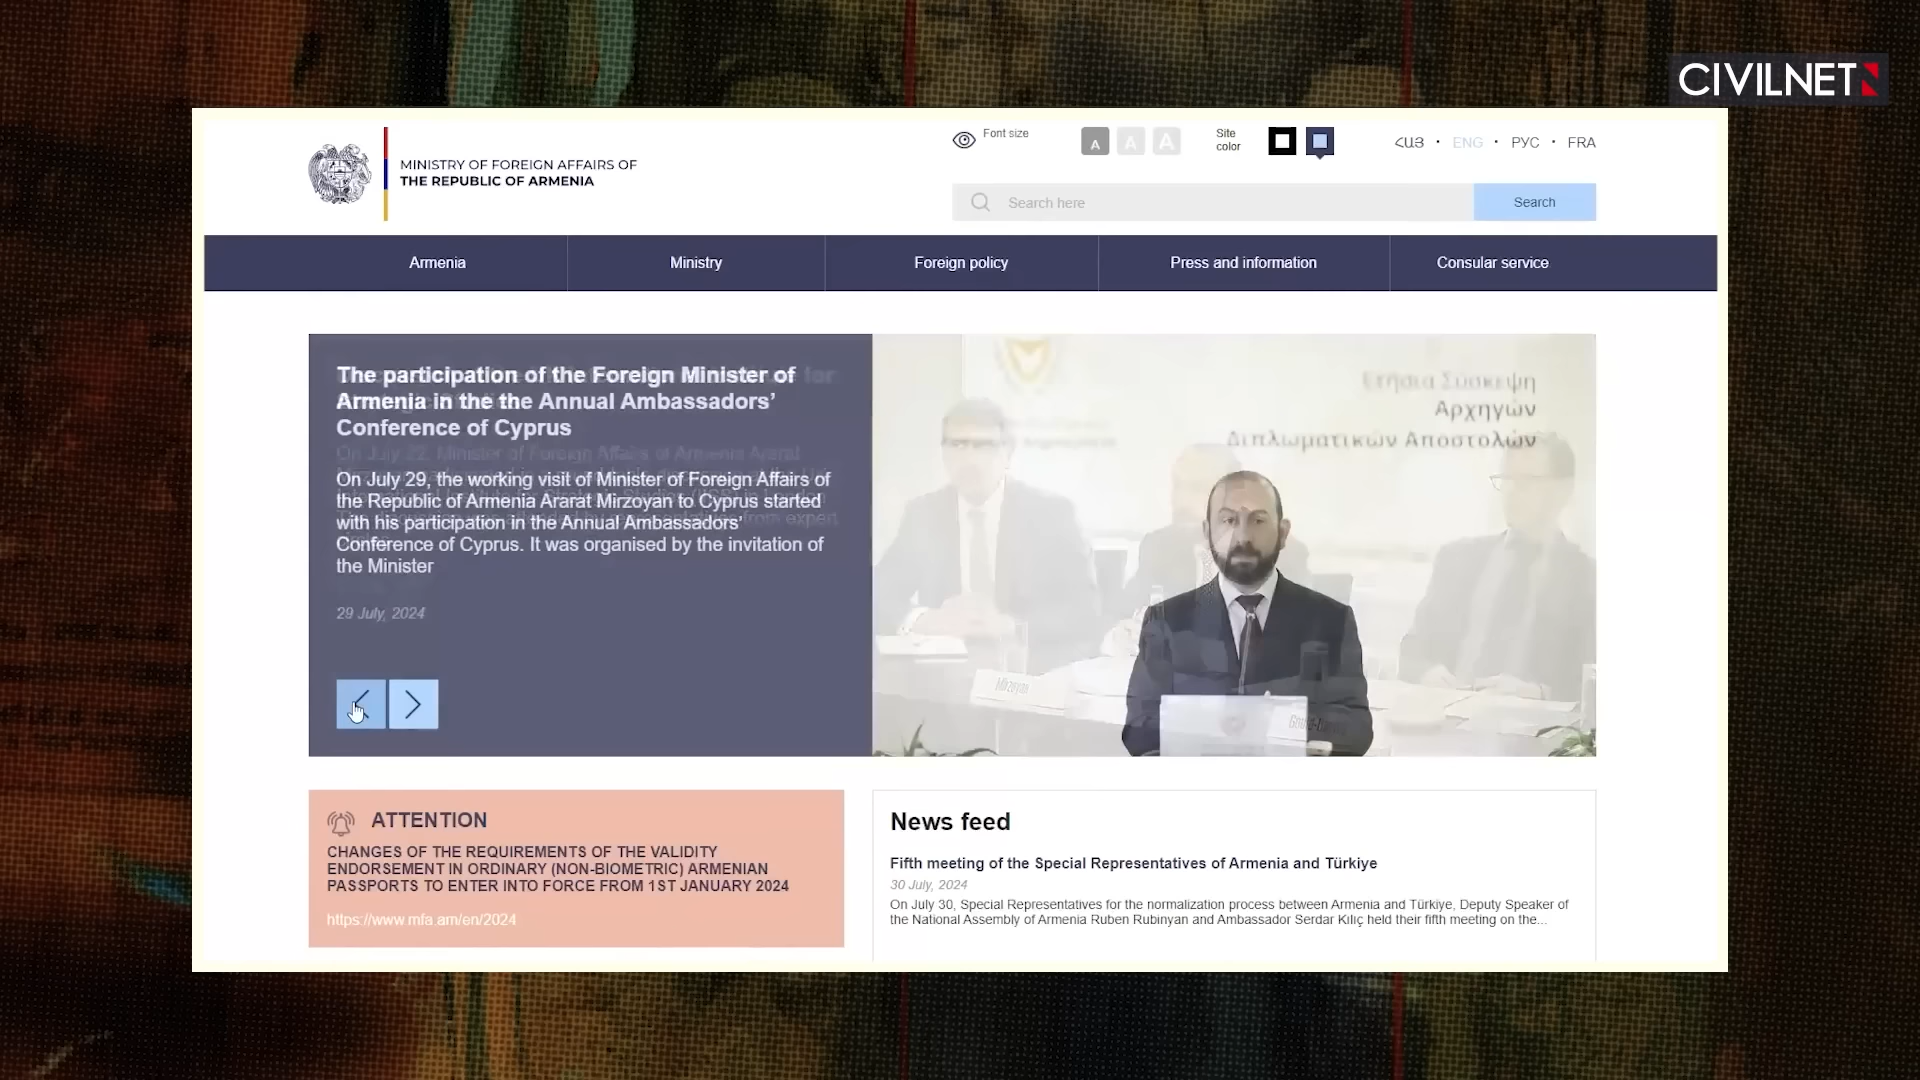 CIVILNET
Font size
A A A
Site
color
ՀԱՅ · ENG · РУС · FRA
MINISTRY OF FOREIGN AFFAIRS OF
THE REPUBLIC OF ARMENIA
Search here
Search
Armenia
Ministry
Foreign policy
Press and information
Consular service
The participation of the Foreign Minister of
Armenia in the the Annual Ambassadors’
Conference of Cyprus
On July 29, the working visit of Minister of Foreign Affairs of
the Republic of Armenia Ararat Mirzoyan to Cyprus started
with his participation in the Annual Ambassadors’
Conference of Cyprus. It was organised by the invitation of
the Minister
29 July, 2024
Ετήσια Σύσκεψη
Αρχηγών
Διπλωματικών Αποστολών
Mirzoyan
ATTENTION
CHANGES OF THE REQUIREMENTS OF THE VALIDITY
ENDORSEMENT IN ORDINARY (NON-BIOMETRIC) ARMENIAN
PASSPORTS TO ENTER INTO FORCE FROM 1ST JANUARY 2024
https://www.mfa.am/en/2024
News feed
Fifth meeting of the Special Representatives of Armenia and Türkiye
30 July, 2024
On July 30, Special Representatives for the normalization process between Armenia and Türkiye, Deputy Speaker of
the National Assembly of Armenia Ruben Rubinyan and Ambassador Serdar Kılıç held their fifth meeting on the...